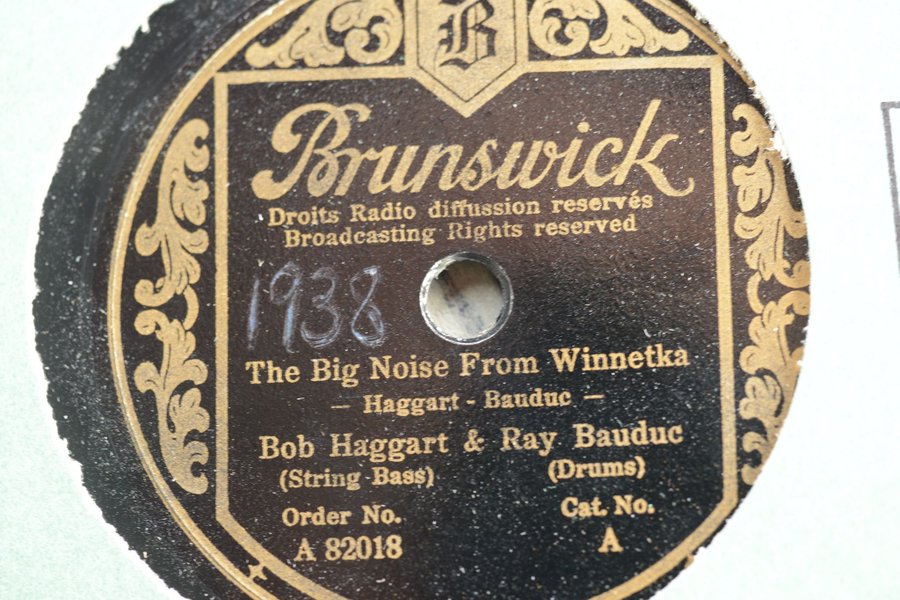 B
Brunswick
Droits Radio diffussion reservés
Broadcasting Rights reserved
1938
The Big Noise From Winnetka
— Haggart - Bauduc —
Bob Haggart & Ray Bauduc
(String Bass) (Drums)
Order No. Cat. No.
A 82018 A